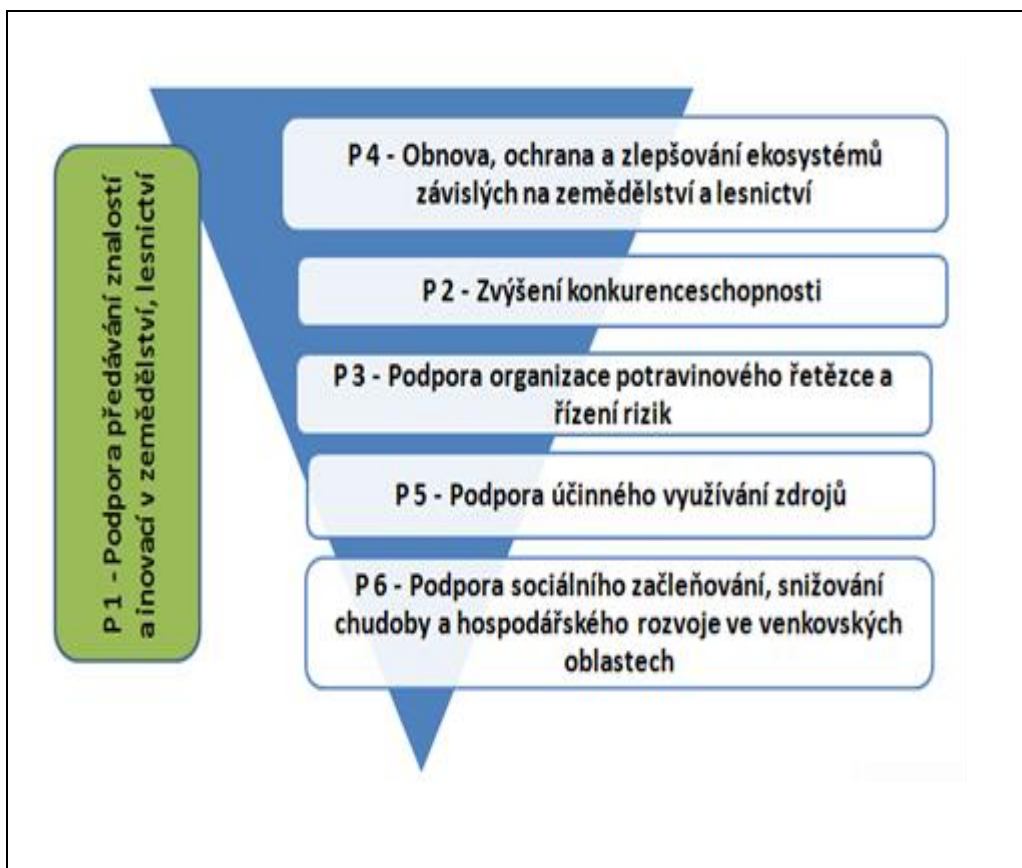 P 1 - Podpora předávání znalostí
a inovací v zemědělství, lesnictví
P 4 - Obnova, ochrana a zlepšování ekosystémů
závislých na zemědělství a lesnictví
P 2 - Zvýšení konkurenceschopnosti
P 3 - Podpora organizace potravinového řetězce a
řízení rizik
P 5 - Podpora účinného využívání zdrojů
P 6 - Podpora sociálního začleňování, snižování
chudoby a hospodářského rozvoje ve venkovských
oblastech